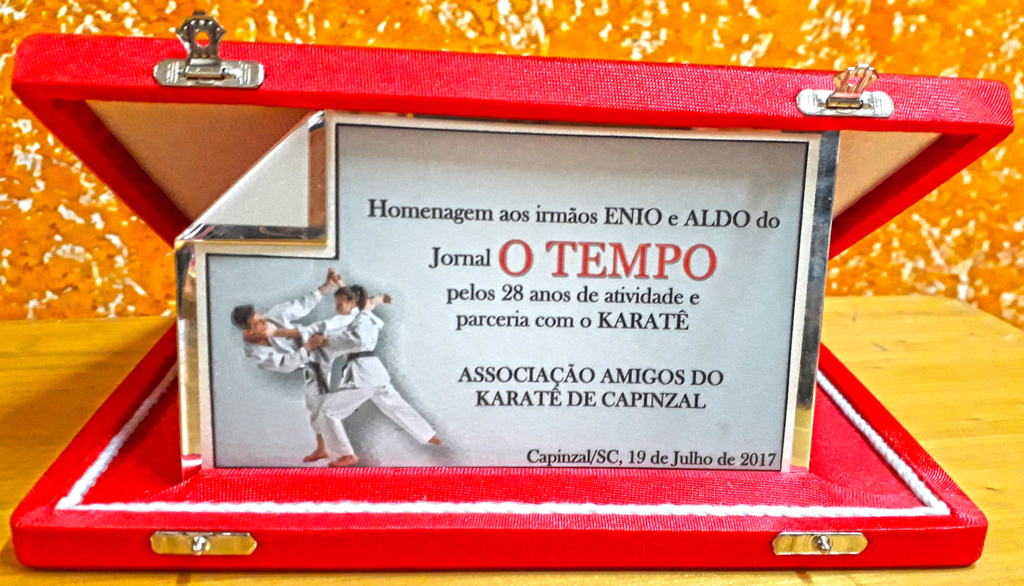 Homenagem aos irmãos ENIO e ALDO do
Jornal O TEMPO
pelos 28 anos de atividade e
parceria com o KARATÊ
ASSOCIAÇÃO AMIGOS DO
KARATÊ DE CAPINZAL
Capinzal/SC, 19 de Julho de 2017